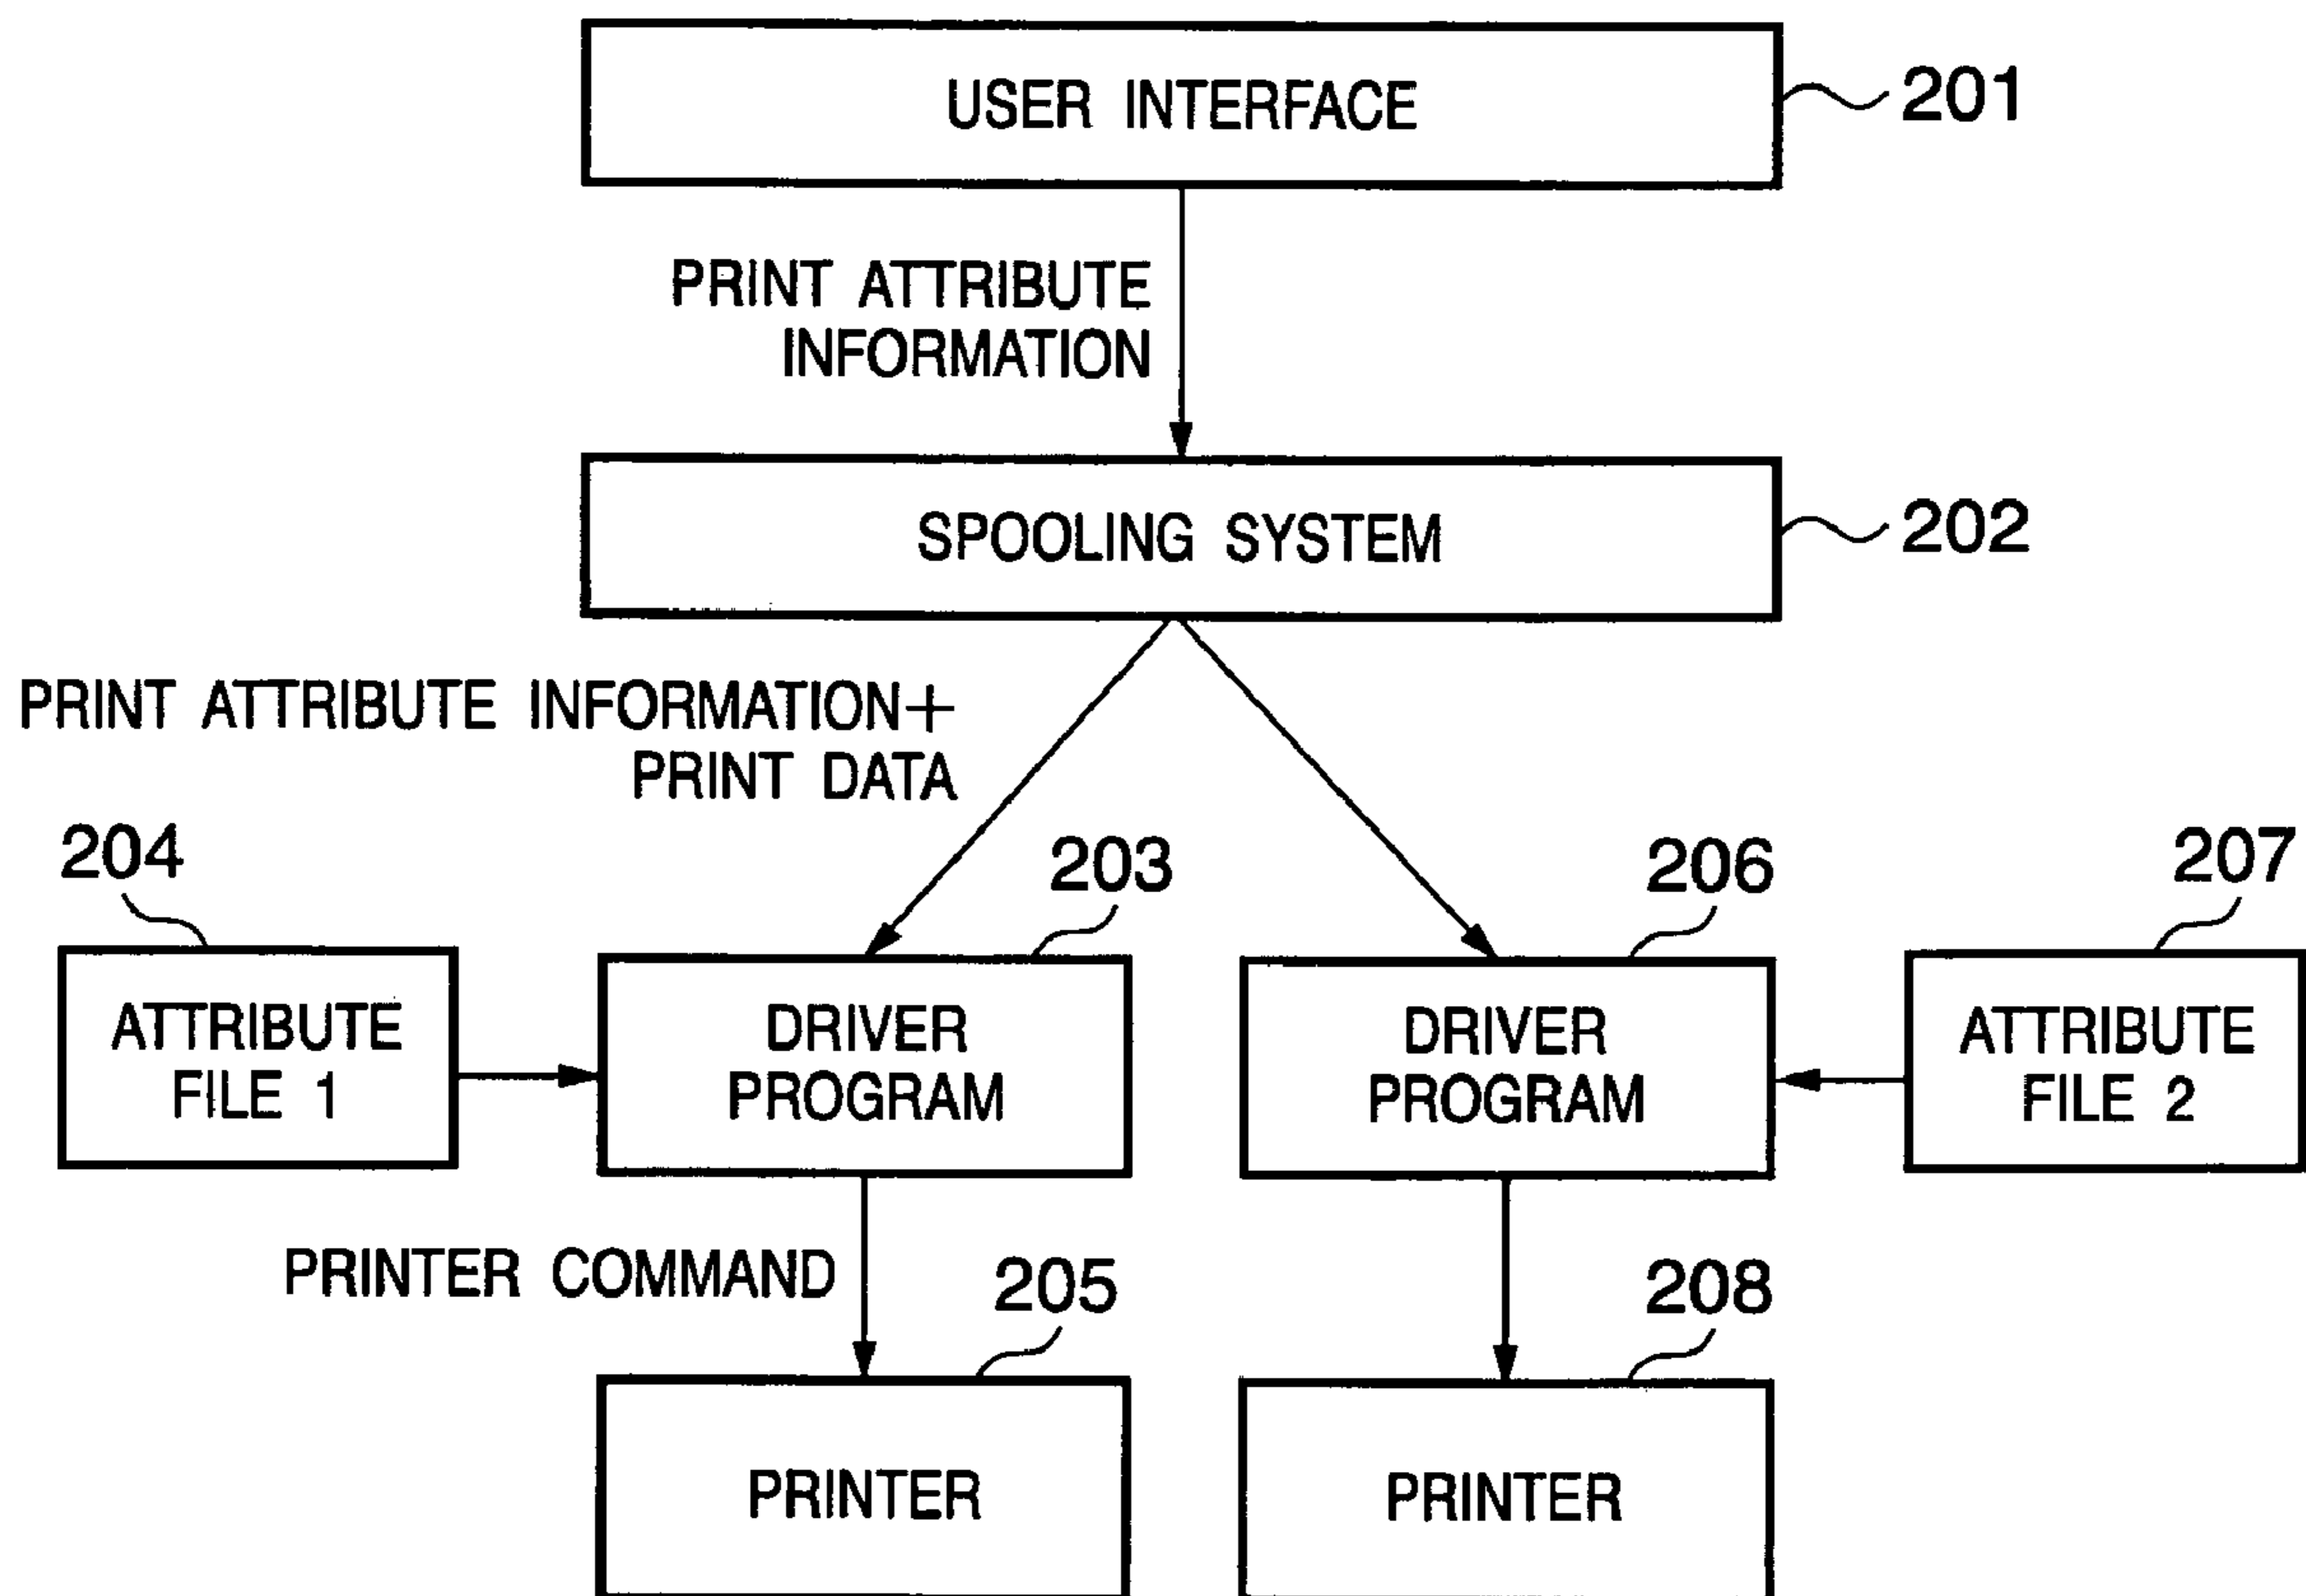 USER INTERFACE
201
PRINT ATTRIBUTE
INFORMATION
SPOOLING SYSTEM
202
PRINT ATTRIBUTE INFORMATION+
PRINT DATA
204
203
206
207
ATTRIBUTE
FILE 1
DRIVER
PROGRAM
DRIVER
PROGRAM
ATTRIBUTE
FILE 2
PRINTER COMMAND
205
208
PRINTER
PRINTER